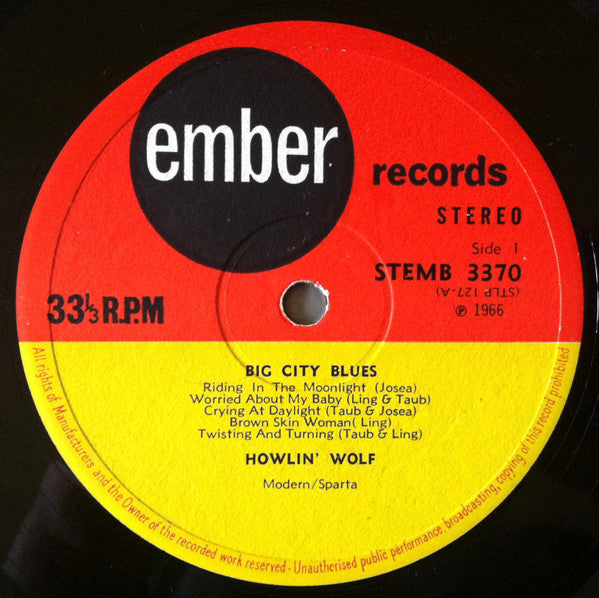 ember
records
STEREO
Side 1
STEMB 3370
(STLP 127-A)
℗ 1966
33⅓ R.P.M
BIG CITY BLUES
Riding In The Moonlight (Josea)
Worried About My Baby (Ling & Taub)
Crying At Daylight (Taub & Josea)
Brown Skin Woman( Ling)
Twisting And Turning (Taub & Ling)
HOWLIN' WOLF
Modern/Sparta
All rights of Manufacturers and the Owner of the recorded work reserved - Unauthorised public performance, broadcasting, copying of this record prohibited